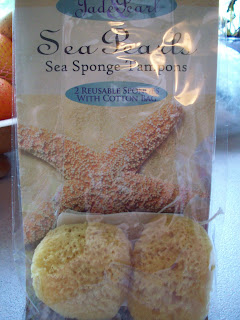 Jade & Pearl
Sea Pearls
Sea Sponge Tampons
2 Reusable Sponges
With Cotton Bag